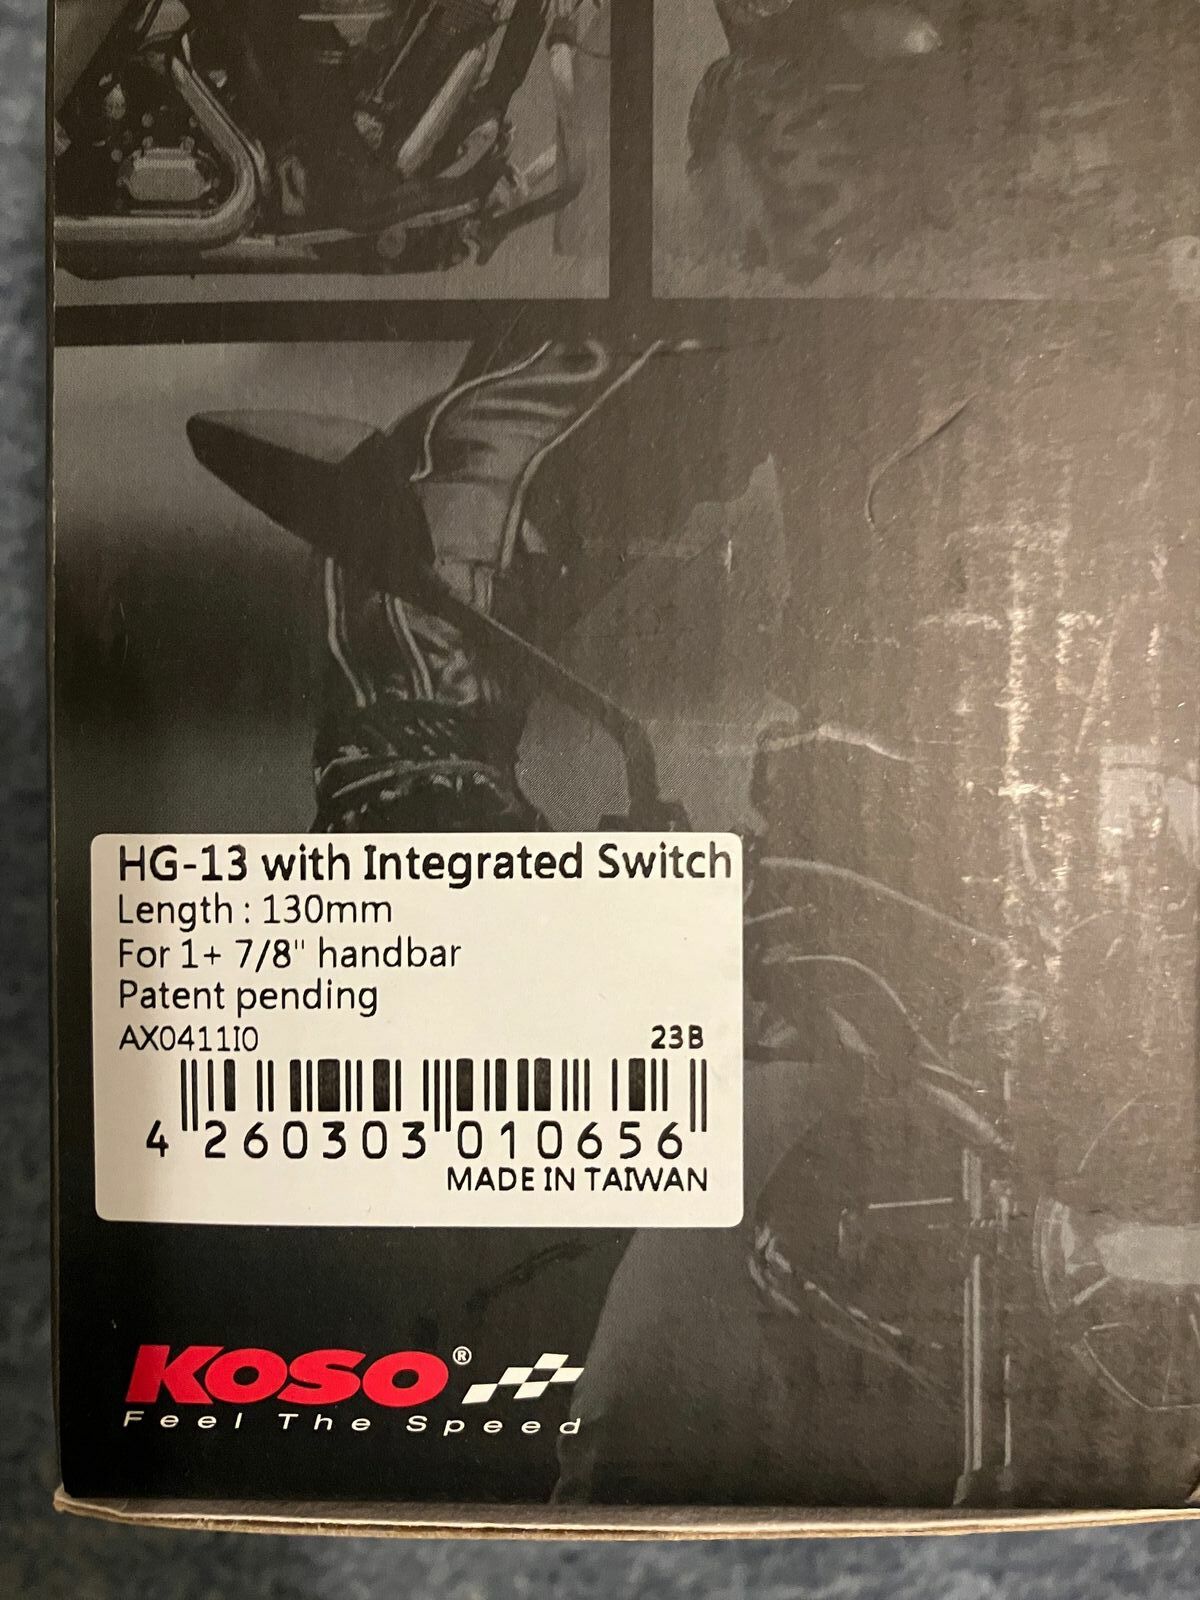 HG-13 with Integrated Switch
Length : 130mm
For 1+ 7/8" handbar
Patent pending
AX0411I0 23B
4 260303 010656
MADE IN TAIWAN
KOSO®
Feel The Speed